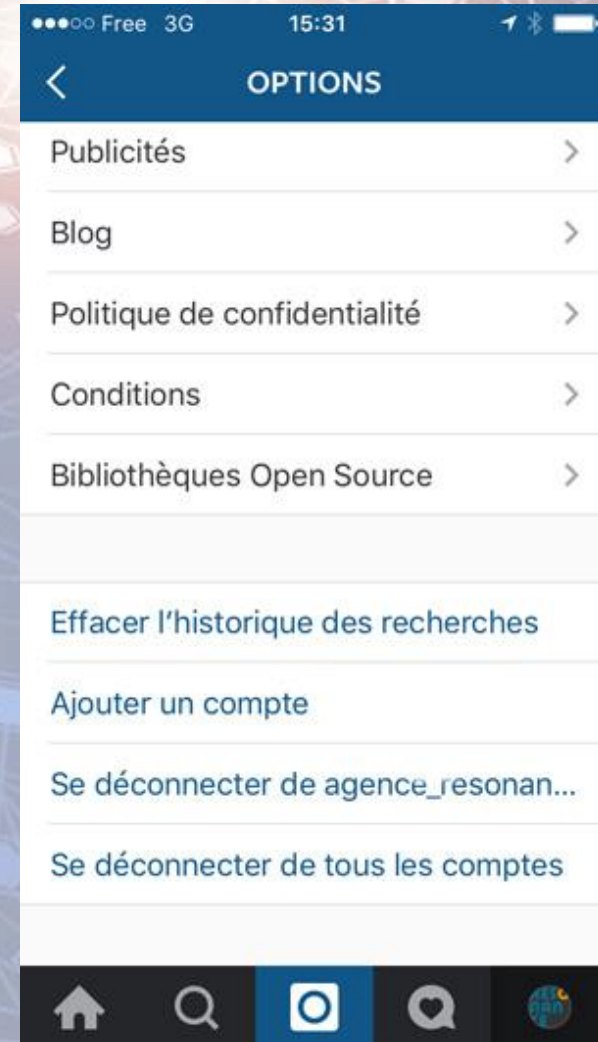 Free 3G 15:31
OPTIONS
Publicités
Blog
Politique de confidentialité
Conditions
Bibliothèques Open Source
Effacer l'historique des recherches
Ajouter un compte
Se déconnecter de agence_resonan...
Se déconnecter de tous les comptes